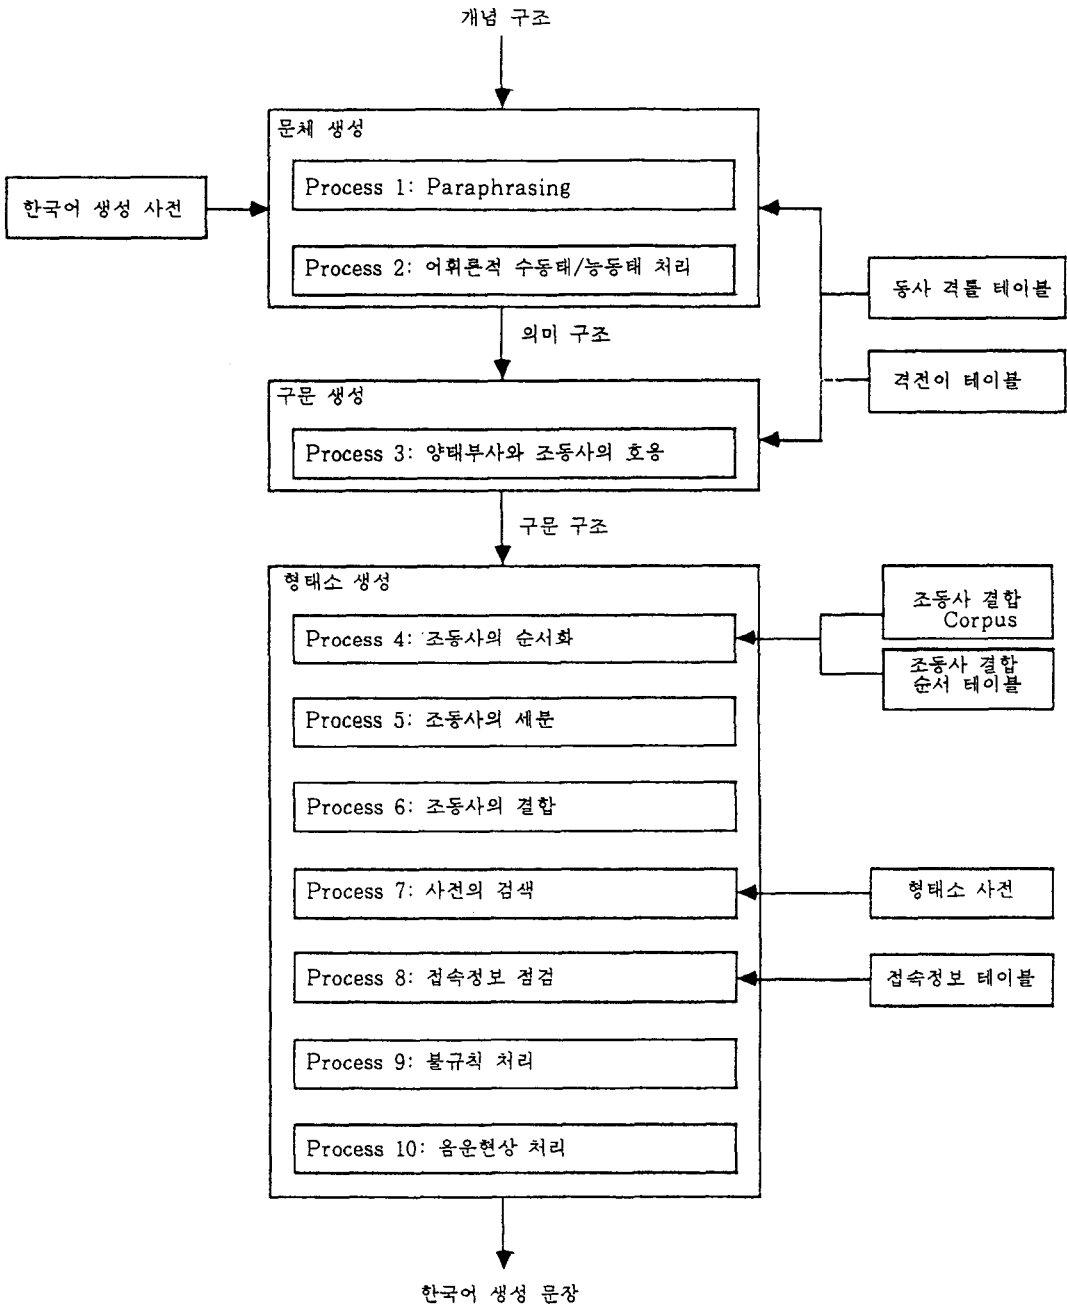 개념 구조
문체 생성
Process 1: Paraphrasing
한국어 생성 사전
Process 2: 어휘론적 수동태/능동태 처리
동사 격틀 테이블
의미 구조
격전이 테이블
구문 생성
Process 3: 양태부사와 조동사의 호응
구문 구조
형태소 생성
조동사 결합
Corpus
Process 4: 조동사의 순서화
조동사 결합
순서 테이블
Process 5: 조동사의 세분
Process 6: 조동사의 결합
Process 7: 사전의 검색
형태소 사전
Process 8: 접속정보 점검
접속정보 테이블
Process 9: 불규칙 처리
Process 10: 음운현상 처리
한국어 생성 문장